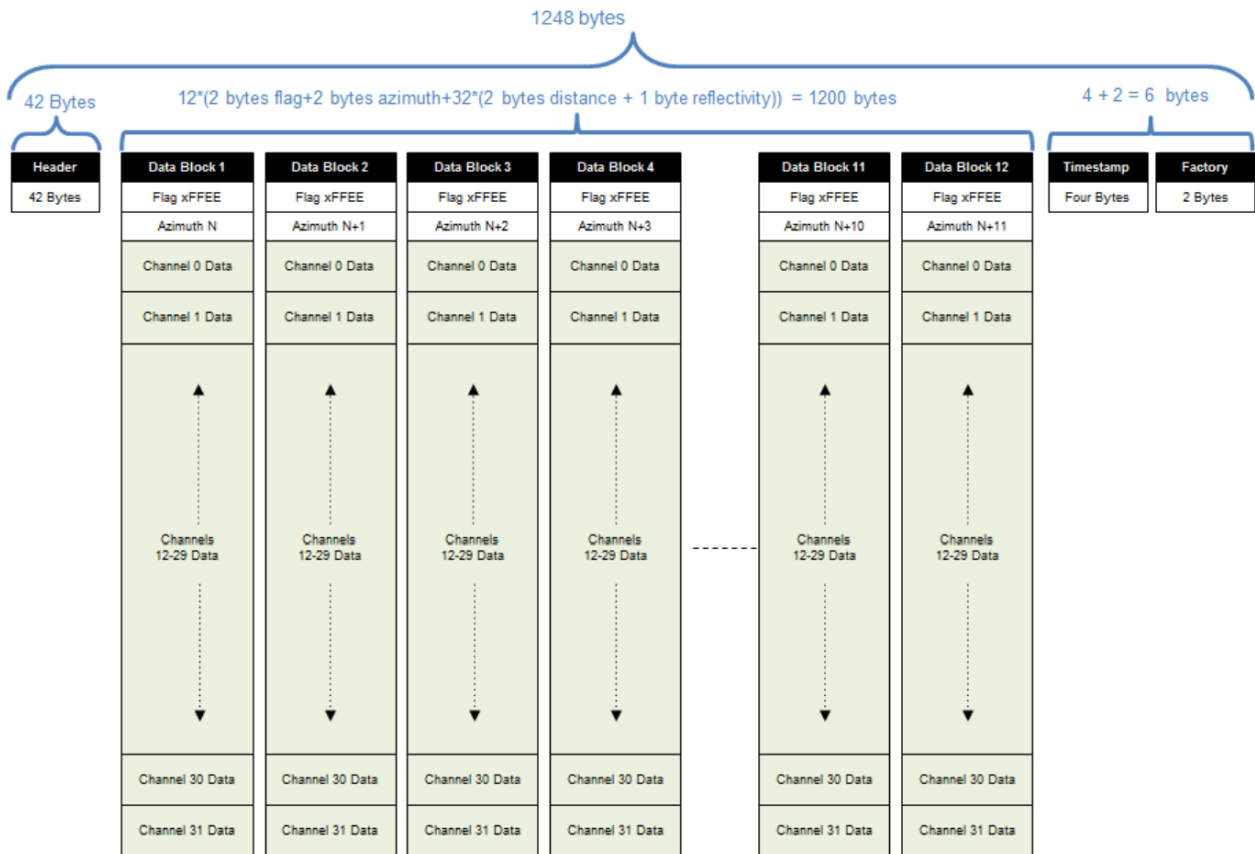 1248 bytes
42 Bytes
12*(2 bytes flag+2 bytes azimuth+32*(2 bytes distance + 1 byte reflectivity)) = 1200 bytes
4 + 2 = 6 bytes
Header
42 Bytes
Data Block 1
Flag xFFEE
Azimuth N
Channel 0 Data
Channel 1 Data
Channels
12-29 Data
Channel 30 Data
Channel 31 Data
Data Block 2
Flag xFFEE
Azimuth N+1
Channel 0 Data
Channel 1 Data
Channels
12-29 Data
Channel 30 Data
Channel 31 Data
Data Block 3
Flag xFFEE
Azimuth N+2
Channel 0 Data
Channel 1 Data
Channels
12-29 Data
Channel 30 Data
Channel 31 Data
Data Block 4
Flag xFFEE
Azimuth N+3
Channel 0 Data
Channel 1 Data
Channels
12-29 Data
Channel 30 Data
Channel 31 Data
Data Block 11
Flag xFFEE
Azimuth N+10
Channel 0 Data
Channel 1 Data
Channels
12-29 Data
Channel 30 Data
Channel 31 Data
Data Block 12
Flag xFFEE
Azimuth N+11
Channel 0 Data
Channel 1 Data
Channels
12-29 Data
Channel 30 Data
Channel 31 Data
Timestamp
Four Bytes
Factory
2 Bytes